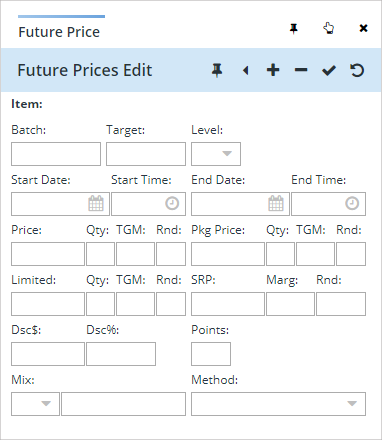 Future Price
Future Prices Edit
Item:
Batch: Target: Level:
Start Date: Start Time: End Date: End Time:
Price: Qty: TGM: Rnd: Pkg Price: Qty: TGM: Rnd:
Limited: Qty: TGM: Rnd: SRP: Marg: Rnd:
Dsc$: Dsc%: Points:
Mix: Method: